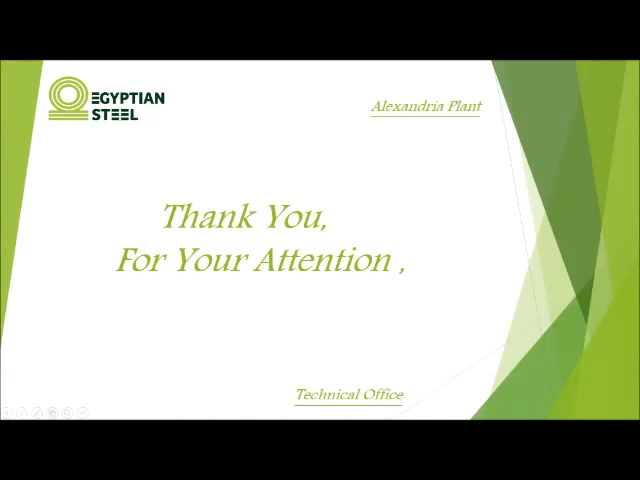 EGYPTIAN
STEEL
Alexandria Plant
Thank You,
For Your Attention ,
Technical Office